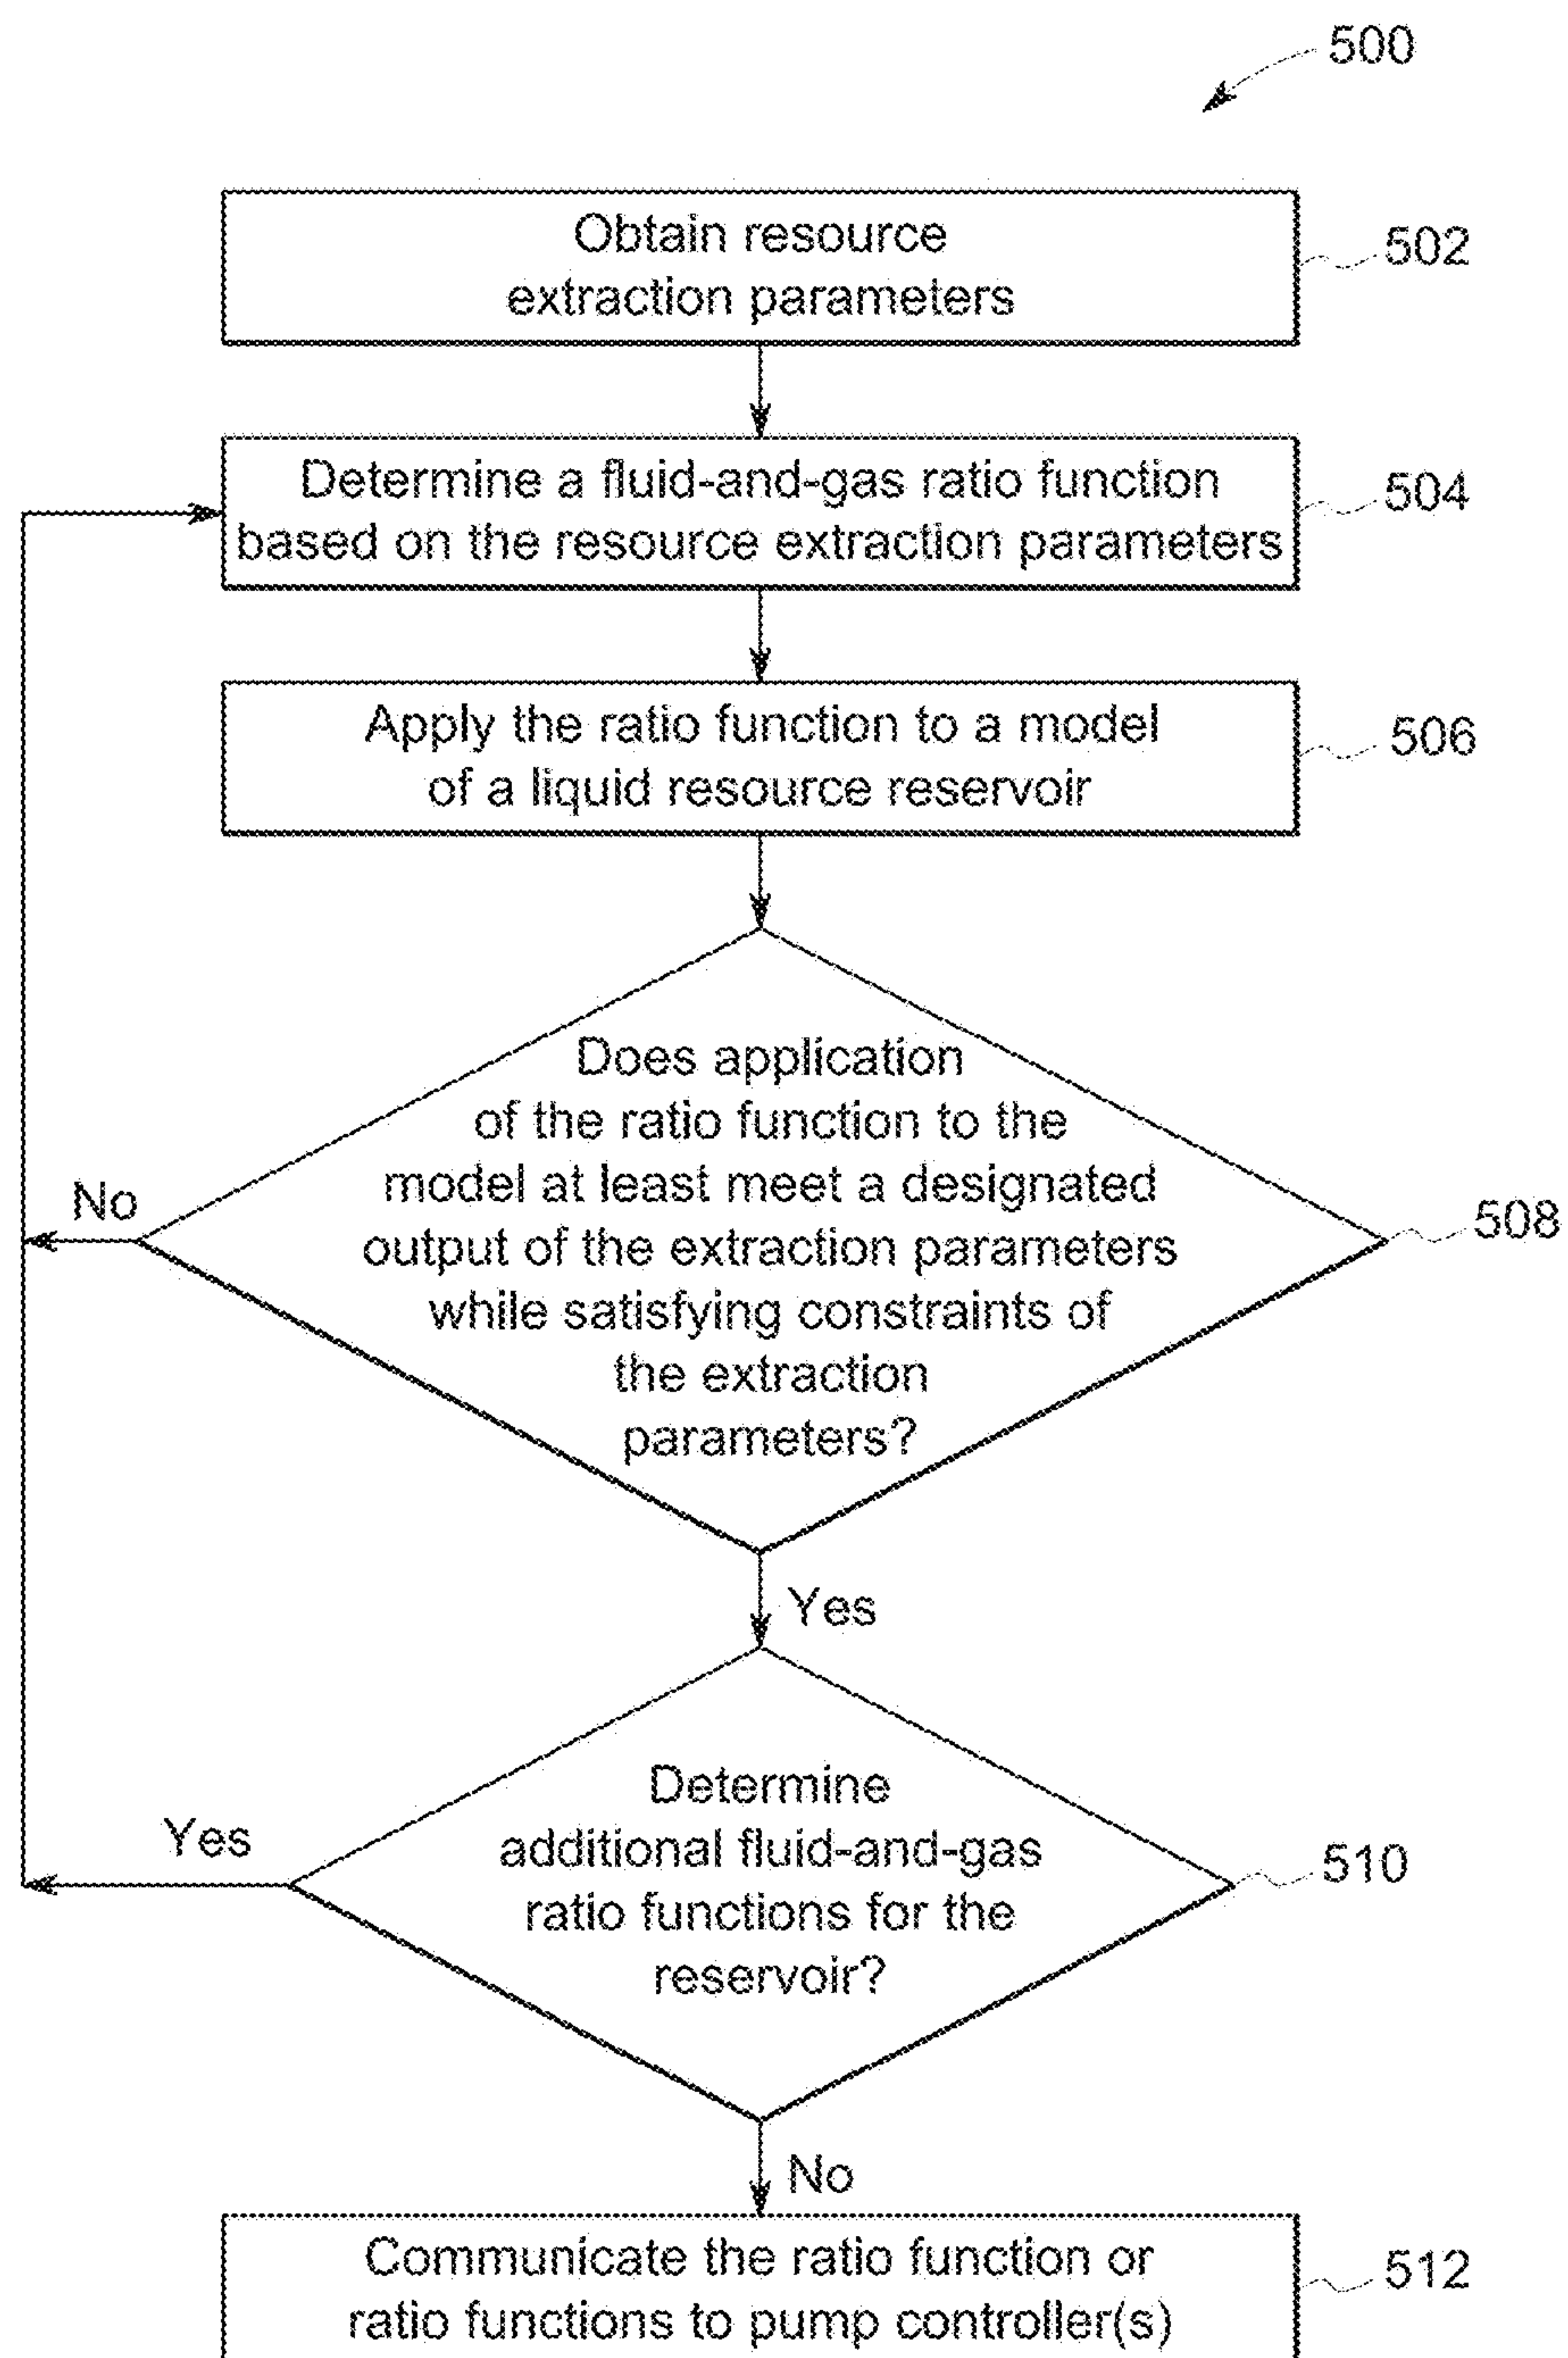 500
Obtain resource
extraction parameters
502
Determine a fluid-and-gas ratio function
based on the resource extraction parameters
504
Apply the ratio function to a model
of a liquid resource reservoir
506
Does application
of the ratio function to the
model at least meet a designated
output of the extraction parameters
while satisfying constraints of
the extraction
parameters?
508
No
Yes
Determine
additional fluid-and-gas
ratio functions for the
reservoir?
510
Yes
No
Communicate the ratio function or
ratio functions to pump controller(s)
512